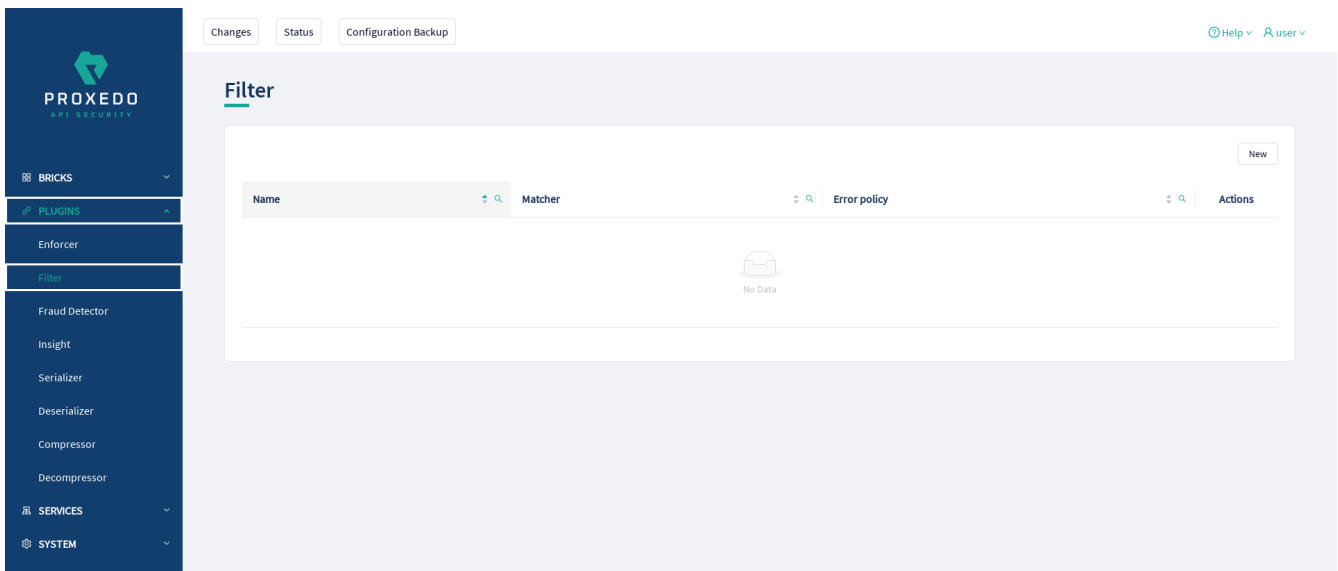 Changes Status Configuration Backup Help user
PROXEDO
API SECURITY
Filter
New
BRICKS
PLUGINS
Enforcer
Filter
Fraud Detector
Insight
Serializer
Deserializer
Compressor
Decompressor
SERVICES
SYSTEM
Name Matcher Error policy Actions
No Data